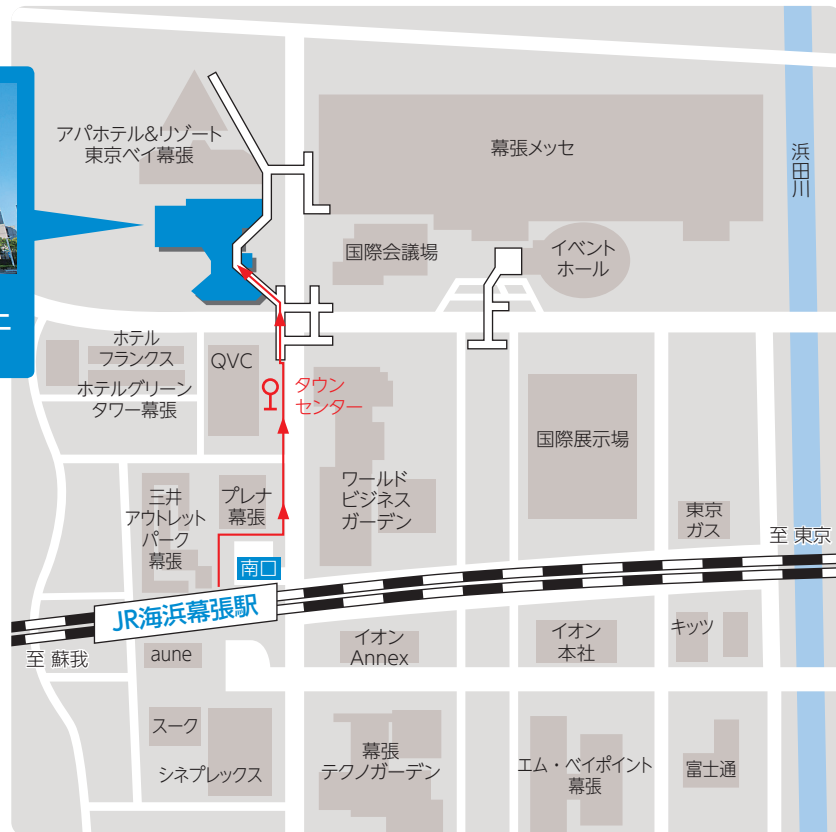 アパホテル&リゾート
東京ベイ幕張
幕張メッセ
浜田川
国際会議場
イベント
ホール
ホテル
フランクス
QVC
ホテルグリーン
タワー幕張
タウン
センター
国際展示場
三井
アウトレット
パーク
幕張
プレナ
幕張
ワールド
ビジネス
ガーデン
東京
ガス
至 東京
南口
JR海浜幕張駅
至 蘇我
aune
イオン
Annex
イオン
本社
キッツ
スーク
シネプレックス
幕張
テクノガーデン
エム・ベイポイント
幕張
富士通